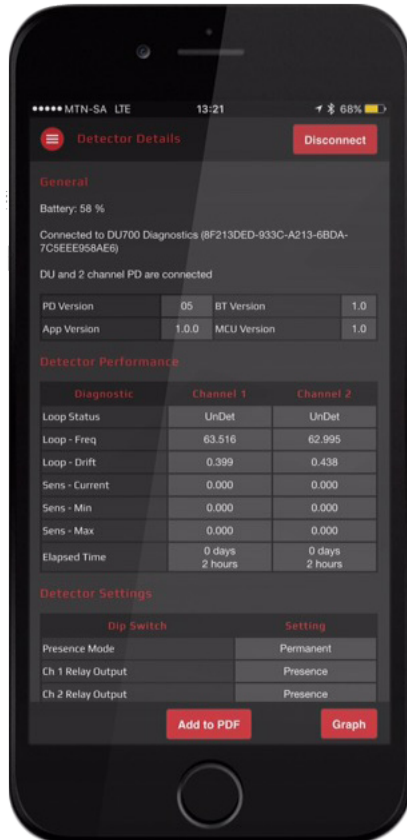 MTN-SA LTE 13:21 68%
Detector Details Disconnect
General
Battery: 58 %
Connected to DU700 Diagnostics (8F213DED-933C-A213-6BDA-
7C5EEE958AE6)
DU and 2 channel PD are connected
PD Version 05 BT Version 1.0
App Version 1.0.0 MCU Version 1.0
Detector Performance
Diagnostic Channel 1 Channel 2
Loop Status UnDet UnDet
Loop - Freq 63.516 62.995
Loop - Drift 0.399 0.438
Sens - Current 0.000 0.000
Sens - Min 0.000 0.000
Sens - Max 0.000 0.000
Elapsed Time 0 days 0 days
2 hours 2 hours
Detector Settings
Dip Switch Setting
Presence Mode Permanent
Ch 1 Relay Output Presence
Ch 2 Relay Output Presence
Add to PDF Graph